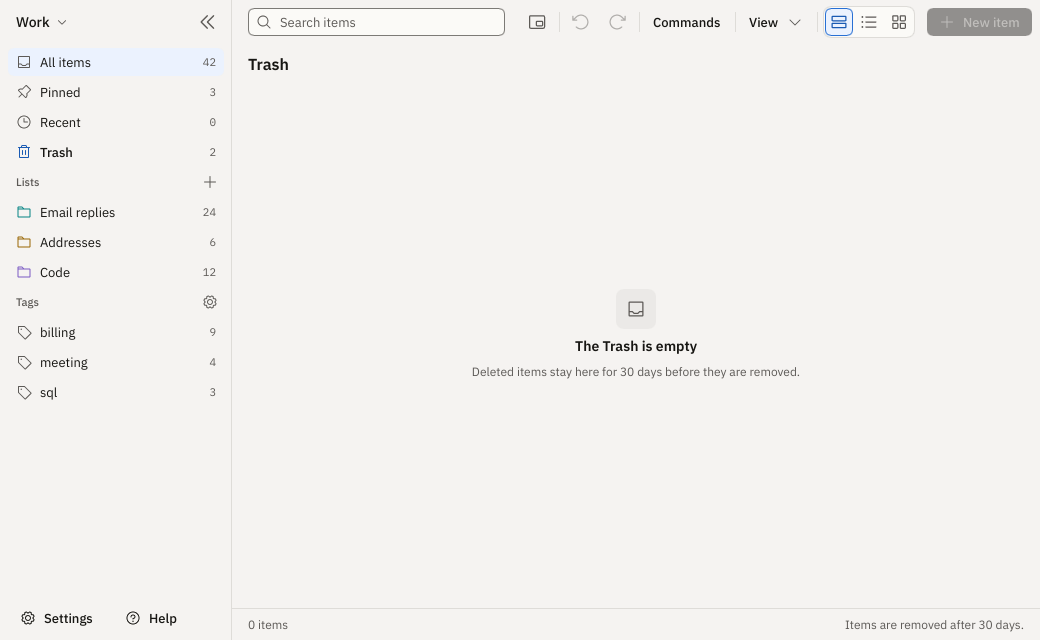 Work
All items 42
Pinned 3
Recent 0
Trash 2
Lists
Email replies 24
Addresses 6
Code 12
Tags
billing 9
meeting 4
sql 3
Settings
Help
Search items
Commands
View
New item
Trash
The Trash is empty
Deleted items stay here for 30 days before they are removed.
0 items
Items are removed after 30 days.